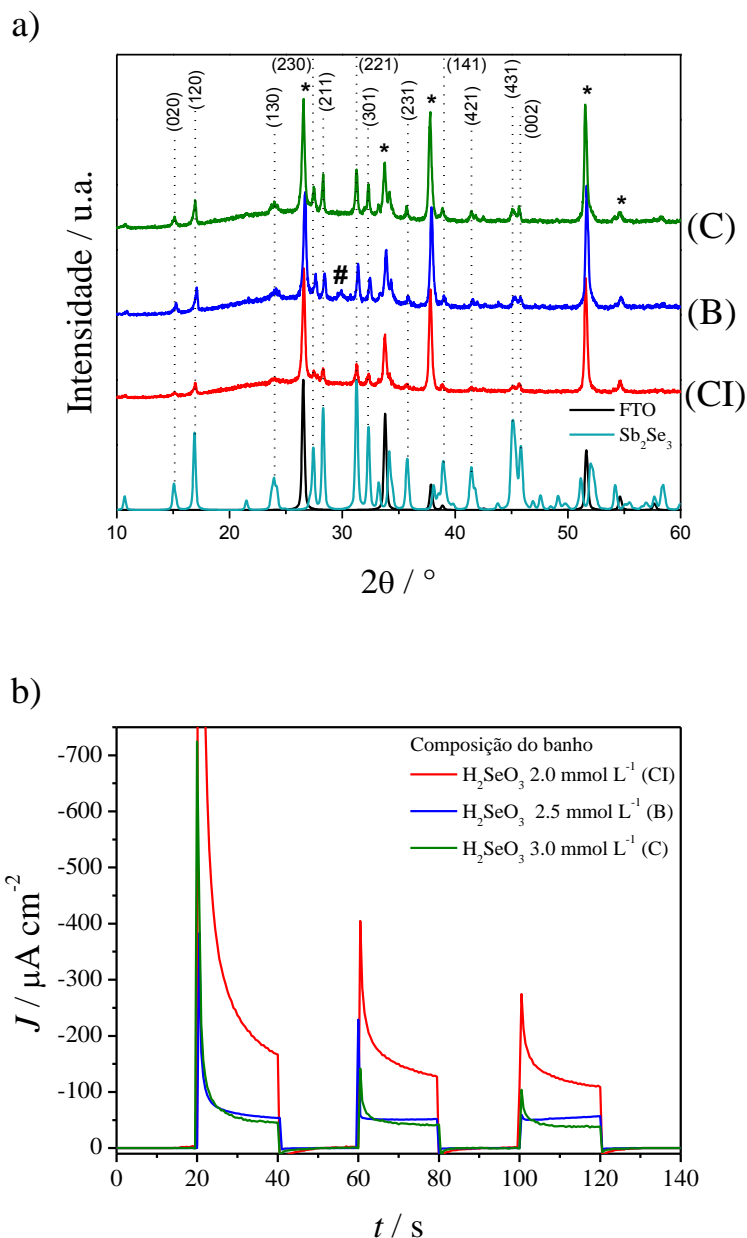 a)
(020)
(120)
(130)
(230)
*
(211)
(221)
(301)
*
(231)
*
(141)
(421)
(431)
(002)
*
*
#
(C)
(B)
(CI)
FTO
Sb₂Se₃
Intensidade / u.a.
10 20 30 40 50 60
2θ / °
b)
Composição do banho
H₂SeO₃ 2.0 mmol L⁻¹ (CI)
H₂SeO₃ 2.5 mmol L⁻¹ (B)
H₂SeO₃ 3.0 mmol L⁻¹ (C)
-700
-600
-500
-400
-300
-200
-100
0
J / µA cm⁻²
0 20 40 60 80 100 120 140
t / s